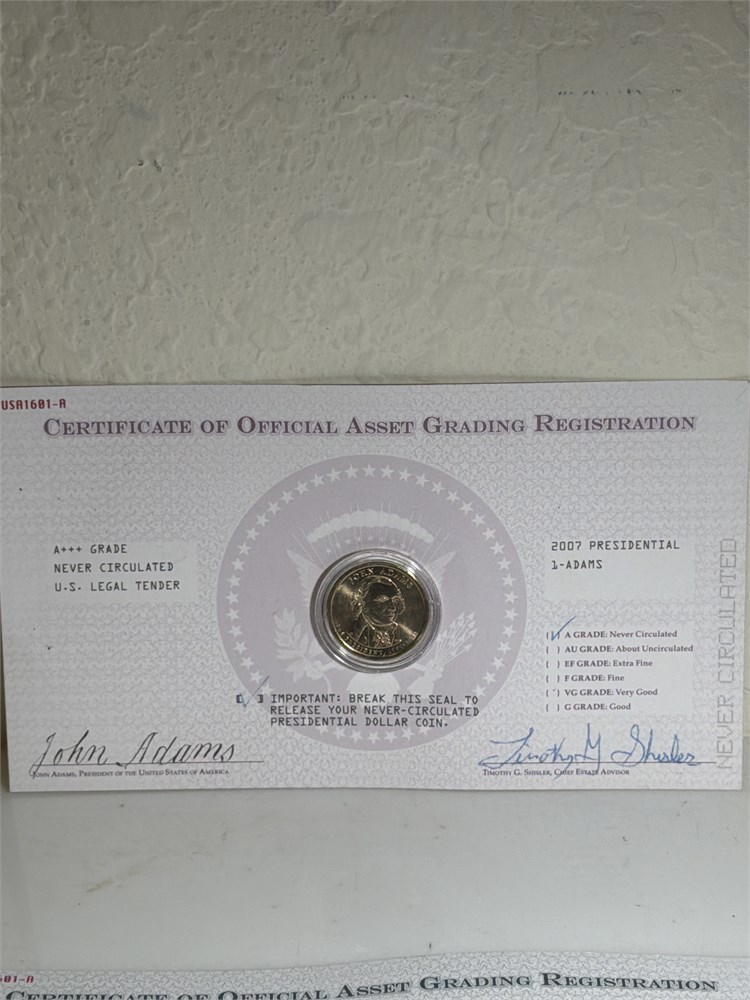 USA1601-A
CERTIFICATE OF OFFICIAL ASSET GRADING REGISTRATION
A+++ GRADE
NEVER CIRCULATED
U.S. LEGAL TENDER
2007 PRESIDENTIAL
1-ADAMS
JOHN ADAMS
(✓) A GRADE: Never Circulated
( ) AU GRADE: About Uncirculated
( ) EF GRADE: Extra Fine
( ) F GRADE: Fine
( ) VG GRADE: Very Good
( ) G GRADE: Good
NEVER CIRCULATED
[✓] IMPORTANT: BREAK THIS SEAL TO
RELEASE YOUR NEVER-CIRCULATED
PRESIDENTIAL DOLLAR COIN.
John Adams
JOHN ADAMS, PRESIDENT OF THE UNITED STATES OF AMERICA
Timothy G Shisler
TIMOTHY G. SHISLER, CHIEF ESTATE ADVISOR
601-A
CERTIFICATE OF OFFICIAL ASSET GRADING REGISTRATION